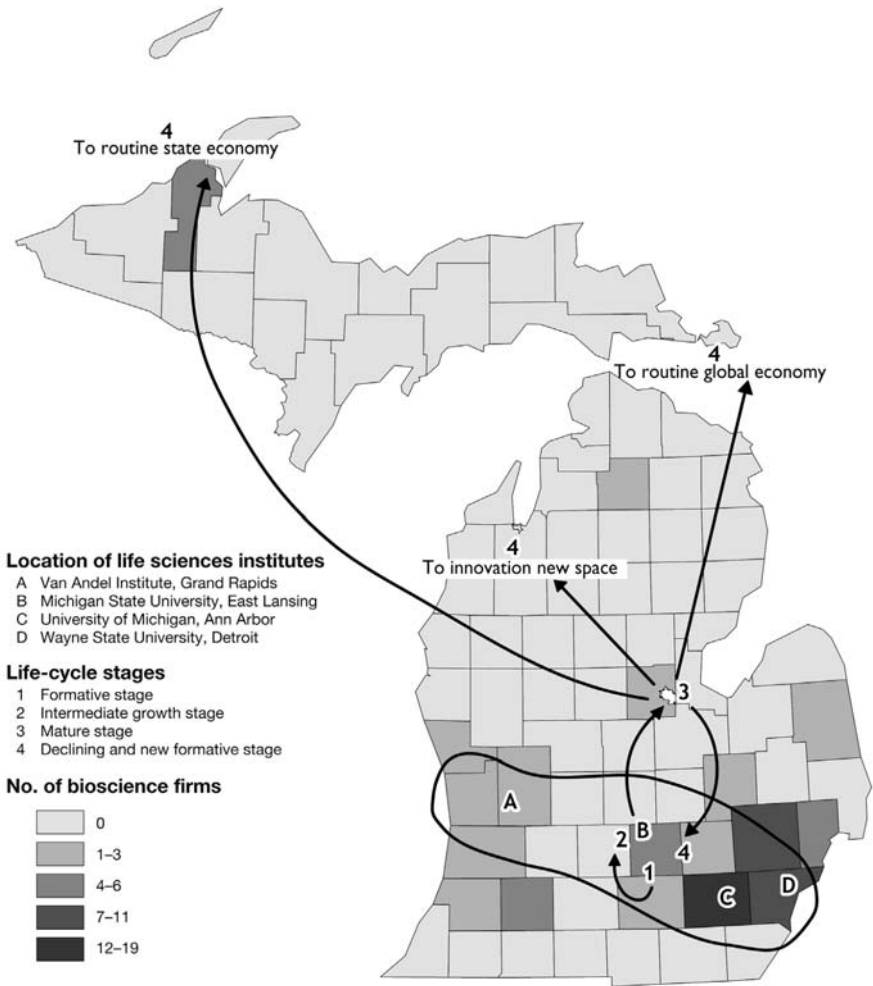 4
To routine state economy
4
To routine global economy
4
To innovation new space
Location of life sciences institutes
A Van Andel Institute, Grand Rapids
B Michigan State University, East Lansing
C University of Michigan, Ann Arbor
D Wayne State University, Detroit
Life-cycle stages
1 Formative stage
2 Intermediate growth stage
3 Mature stage
4 Declining and new formative stage
No. of bioscience firms
0
1–3
4–6
7–11
12–19
3
A
B
2
4
1
C
D